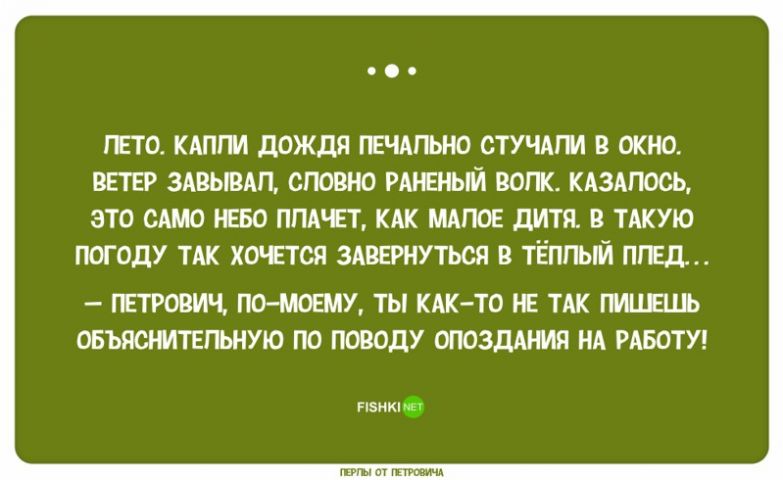 ЛЕТО. КАПЛИ ДОЖДЯ ПЕЧАЛЬНО СТУЧАЛИ В ОКНО.
ВЕТЕР ЗАВЫВАЛ, СЛОВНО РАНЕНЫЙ ВОЛК. КАЗАЛОСЬ,
ЭТО САМО НЕБО ПЛАЧЕТ, КАК МАЛОЕ ДИТЯ. В ТАКУЮ
ПОГОДУ ТАК ХОЧЕТСЯ ЗАВЕРНУТЬСЯ В ТЁПЛЫЙ ПЛЕД...
– ПЕТРОВИЧ, ПО-МОЕМУ, ТЫ КАК-ТО НЕ ТАК ПИШЕШЬ
ОБЪЯСНИТЕЛЬНУЮ ПО ПОВОДУ ОПОЗДАНИЯ НА РАБОТУ!
FISHKI NET
ПЕРЛЫ ОТ ПЕТРОВИЧА